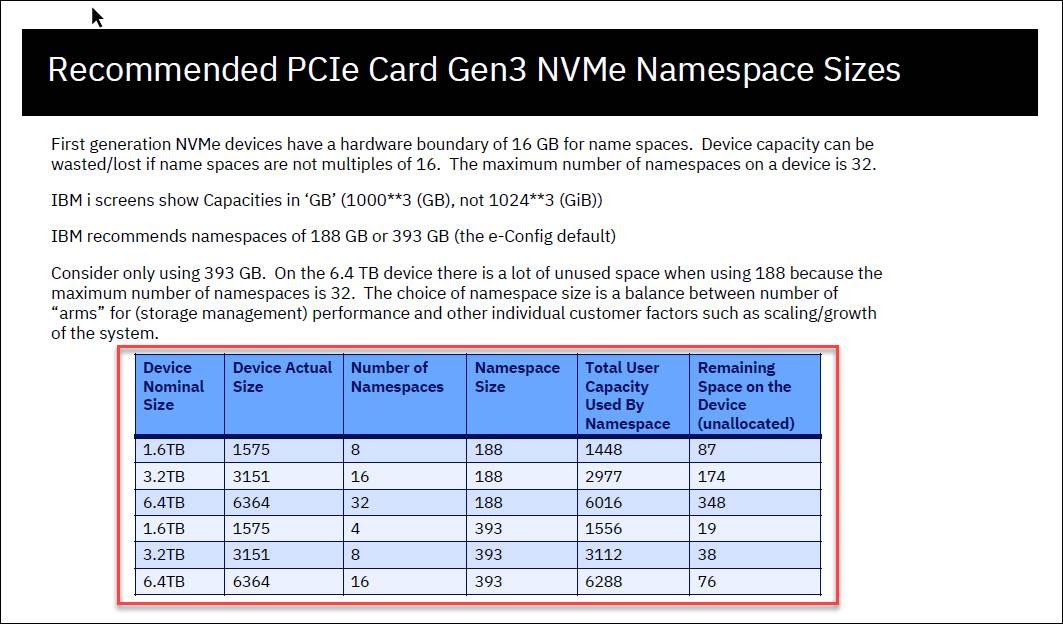 Recommended PCIe Card Gen3 NVMe Namespace Sizes
First generation NVMe devices have a hardware boundary of 16 GB for name spaces.  Device capacity can be
wasted/lost if name spaces are not multiples of 16.  The maximum number of namespaces on a device is 32.
IBM i screens show Capacities in ‘GB’ (1000**3 (GB), not 1024**3 (GiB))
IBM recommends namespaces of 188 GB or 393 GB (the e-Config default)
Consider only using 393 GB.  On the 6.4 TB device there is a lot of unused space when using 188 because the
maximum number of namespaces is 32.  The choice of namespace size is a balance between number of
“arms” for (storage management) performance and other individual customer factors such as scaling/growth
of the system.
Device Nominal Size | Device Actual Size | Number of Namespaces | Namespace Size | Total User Capacity Used By Namespace | Remaining Space on the Device (unallocated)
1.6TB | 1575 | 8 | 188 | 1448 | 87
3.2TB | 3151 | 16 | 188 | 2977 | 174
6.4TB | 6364 | 32 | 188 | 6016 | 348
1.6TB | 1575 | 4 | 393 | 1556 | 19
3.2TB | 3151 | 8 | 393 | 3112 | 38
6.4TB | 6364 | 16 | 393 | 6288 | 76